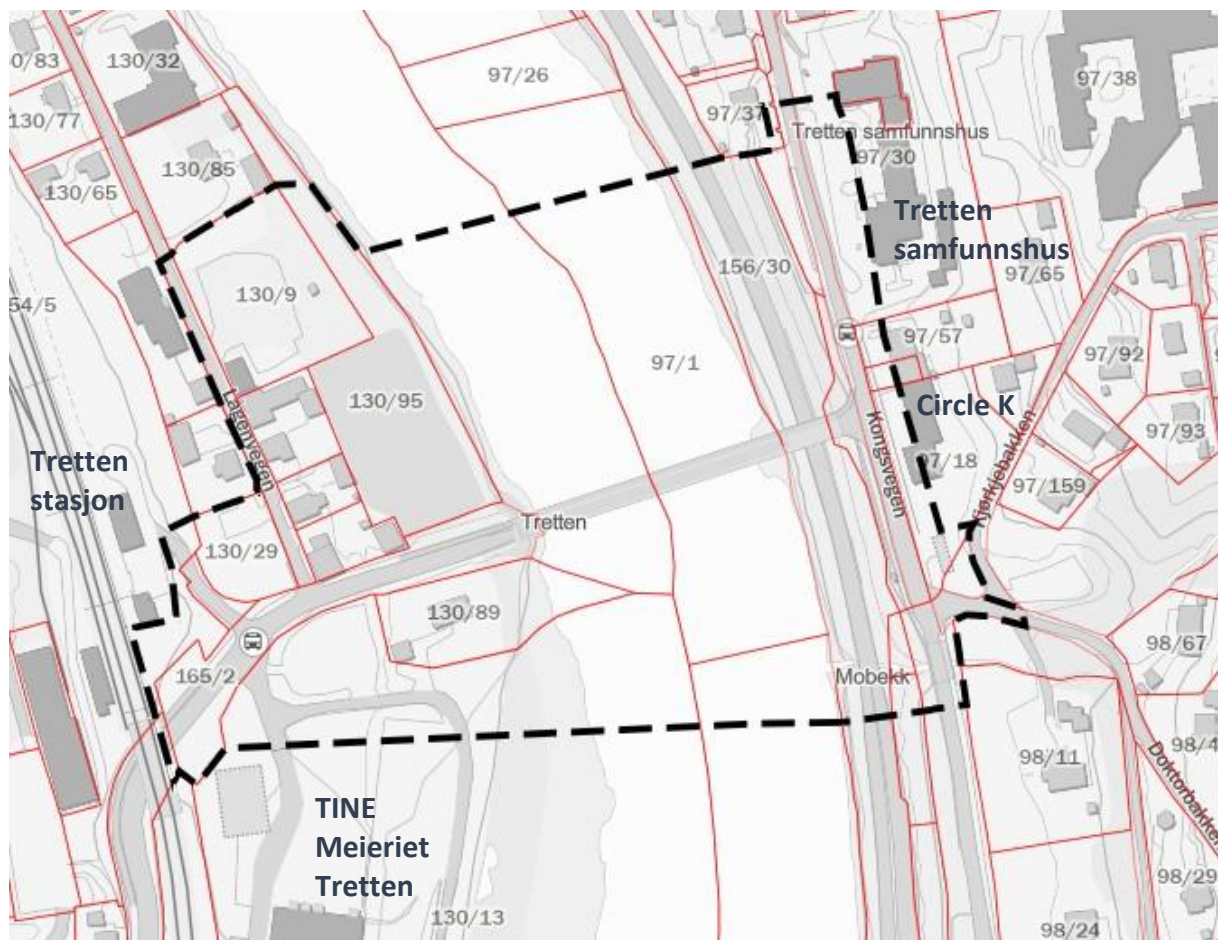 0/83
130/32
97/26
97/38
130/77
97/37
Tretten samfunnshus
97/30
130/65
130/85
Tretten
samfunnshus
97/65
54/5
130/9
156/30
97/57
97/92
97/1
130/95
Circle K
97/93
Lågenvegen
Kongsvegen
Kjørkjebakken
97/18
97/159
Tretten
stasjon
Tretten
130/29
130/89
98/67
165/2
Mobekk
98/4
98/11
Doktorbakken
TINE
Meieriet
Tretten
98/29
130/13
98/24